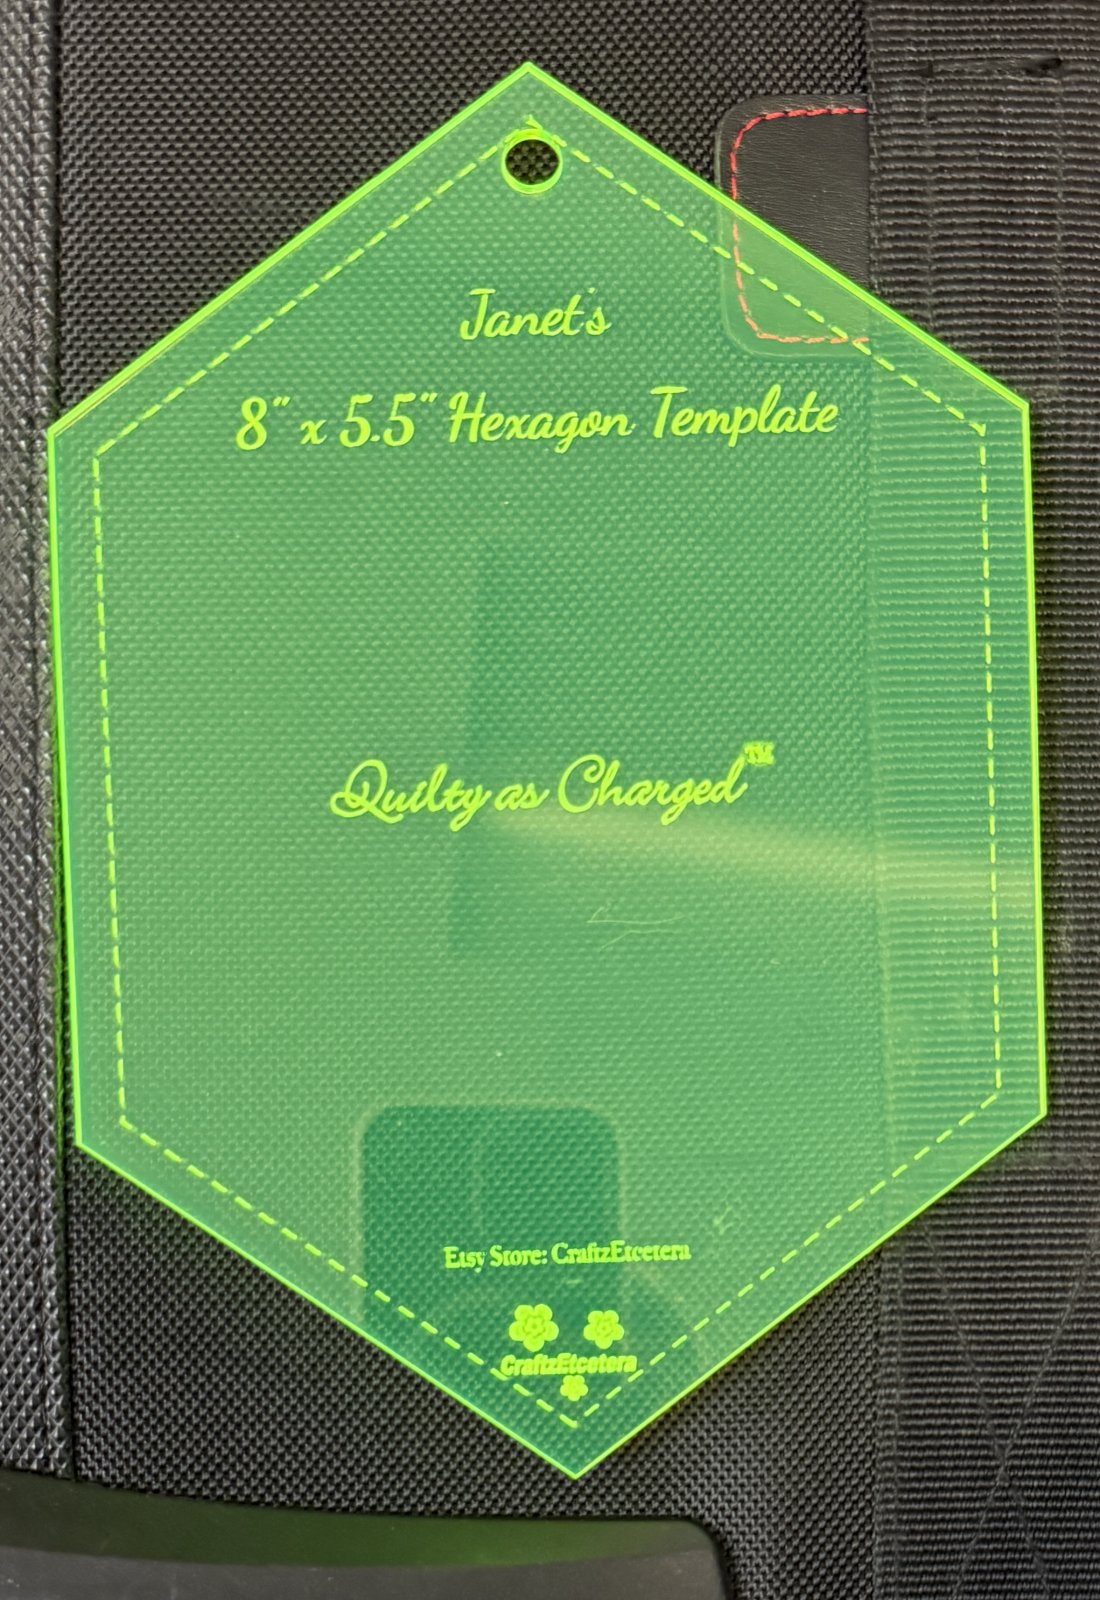 Janet's
8" x 5.5" Hexagon Template
Quilty as Charged™
Etsy Store: CraftzEtcetera
CraftzEtcetera